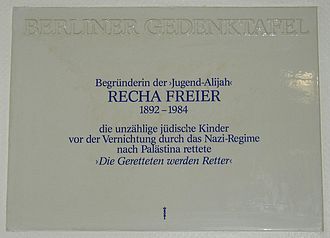 BERLINER GEDENKTAFEL
Begründerin der ›Jugend-Alijah‹
RECHA FREIER
1892 – 1984
die unzählige jüdische Kinder
vor der Vernichtung durch das Nazi-Regime
nach Palästina rettete
›Die Geretteten werden Retter‹